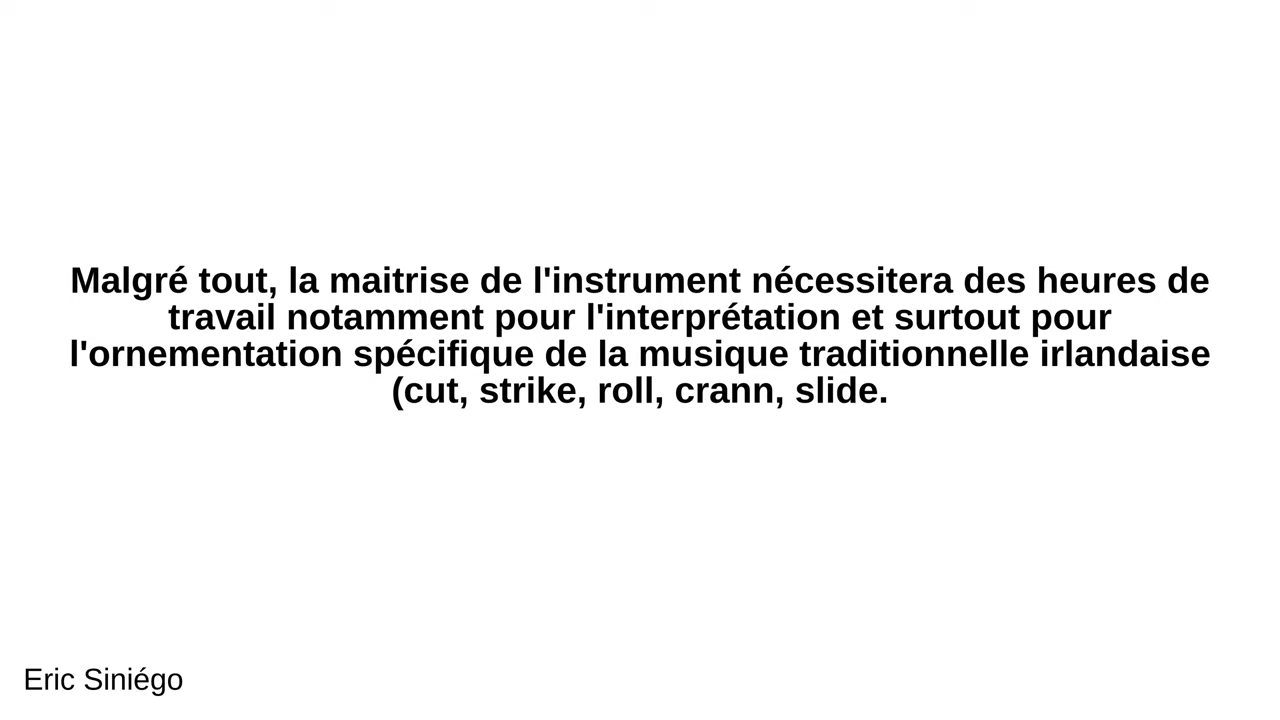 Malgré tout, la maitrise de l'instrument nécessitera des heures de
travail notamment pour l'interprétation et surtout pour
l'ornementation spécifique de la musique traditionnelle irlandaise
(cut, strike, roll, crann, slide.
Eric Siniégo